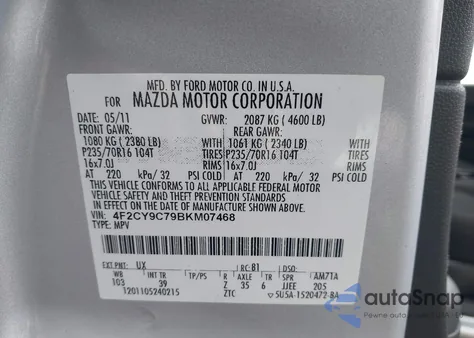 MFD. BY FORD MOTOR CO. IN U.S.A.
FOR MAZDA MOTOR CORPORATION
DATE: 05/11 GVWR: 2087 KG ( 4600 LB)
FRONT GAWR: REAR GAWR:
1080 KG ( 2380 LB) WITH 1061 KG ( 2340 LB) WITH
P235/70R16 104T TIRES P235/70R16 104T TIRES
16x7.0J RIMS 16x7.0J RIMS
AT 220 kPa/ 32 PSI COLD AT 220 kPa/ 32 PSI COLD
THIS VEHICLE CONFORMS TO ALL APPLICABLE FEDERAL MOTOR
VEHICLE SAFETY AND THEFT PREVENTION STANDARDS IN EFFECT ON
THE DATE OF MANUFACTURE SHOWN ABOVE.
VIN: 4F2CY9C79BKM07468
TYPE: MPV
EXT PNT: UX RC: 81 DSO:
WB INT TR TP/PS R AXLE TR SPR AM7TA
103 39 Z 35 6 JJEE 205
1201105240215 ZTC
autoSnap